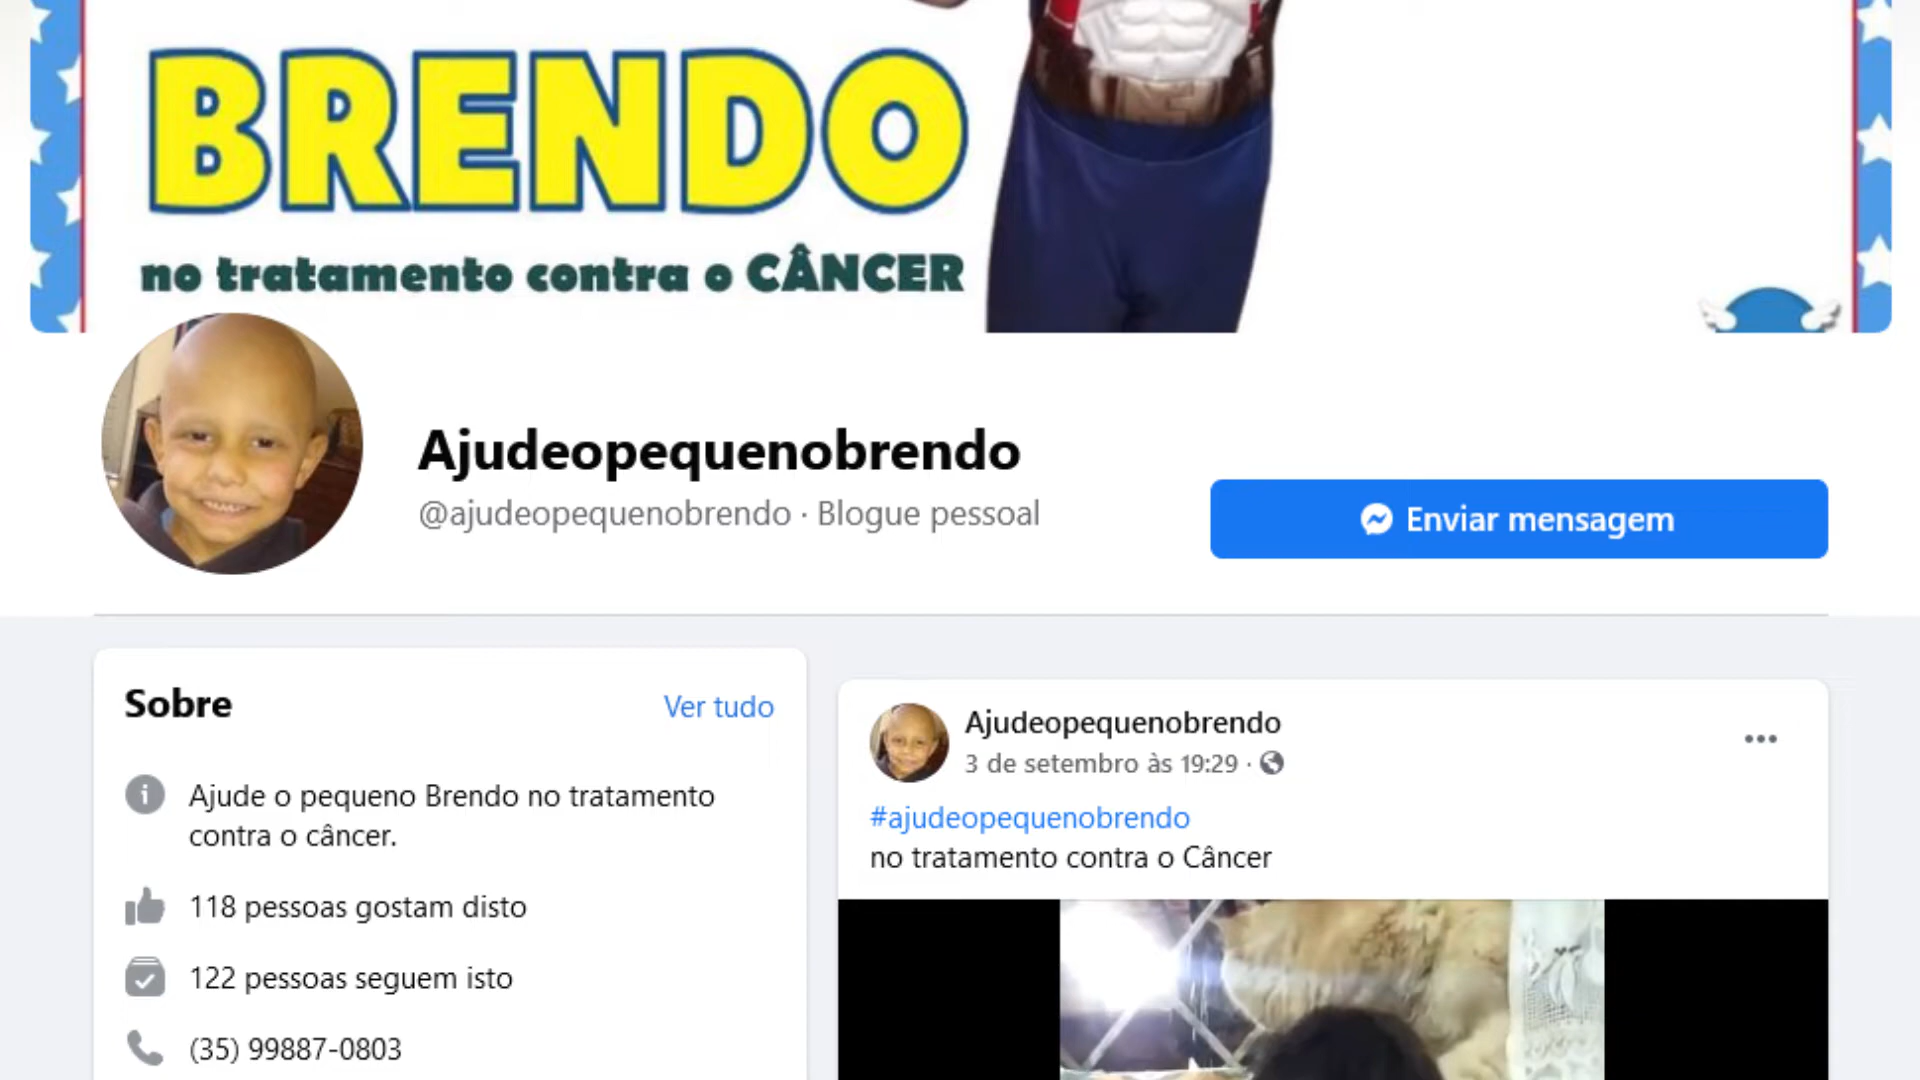 BRENDO
no tratamento contra o CÂNCER
Ajudeopequenobrendo
@ajudeopequenobrendo · Blogue pessoal
Enviar mensagem
Sobre
Ver tudo
Ajude o pequeno Brendo no tratamento
contra o câncer.
118 pessoas gostam disto
122 pessoas seguem isto
(35) 99887-0803
Ajudeopequenobrendo
3 de setembro às 19:29 ·
#ajudeopequenobrendo
no tratamento contra o Câncer